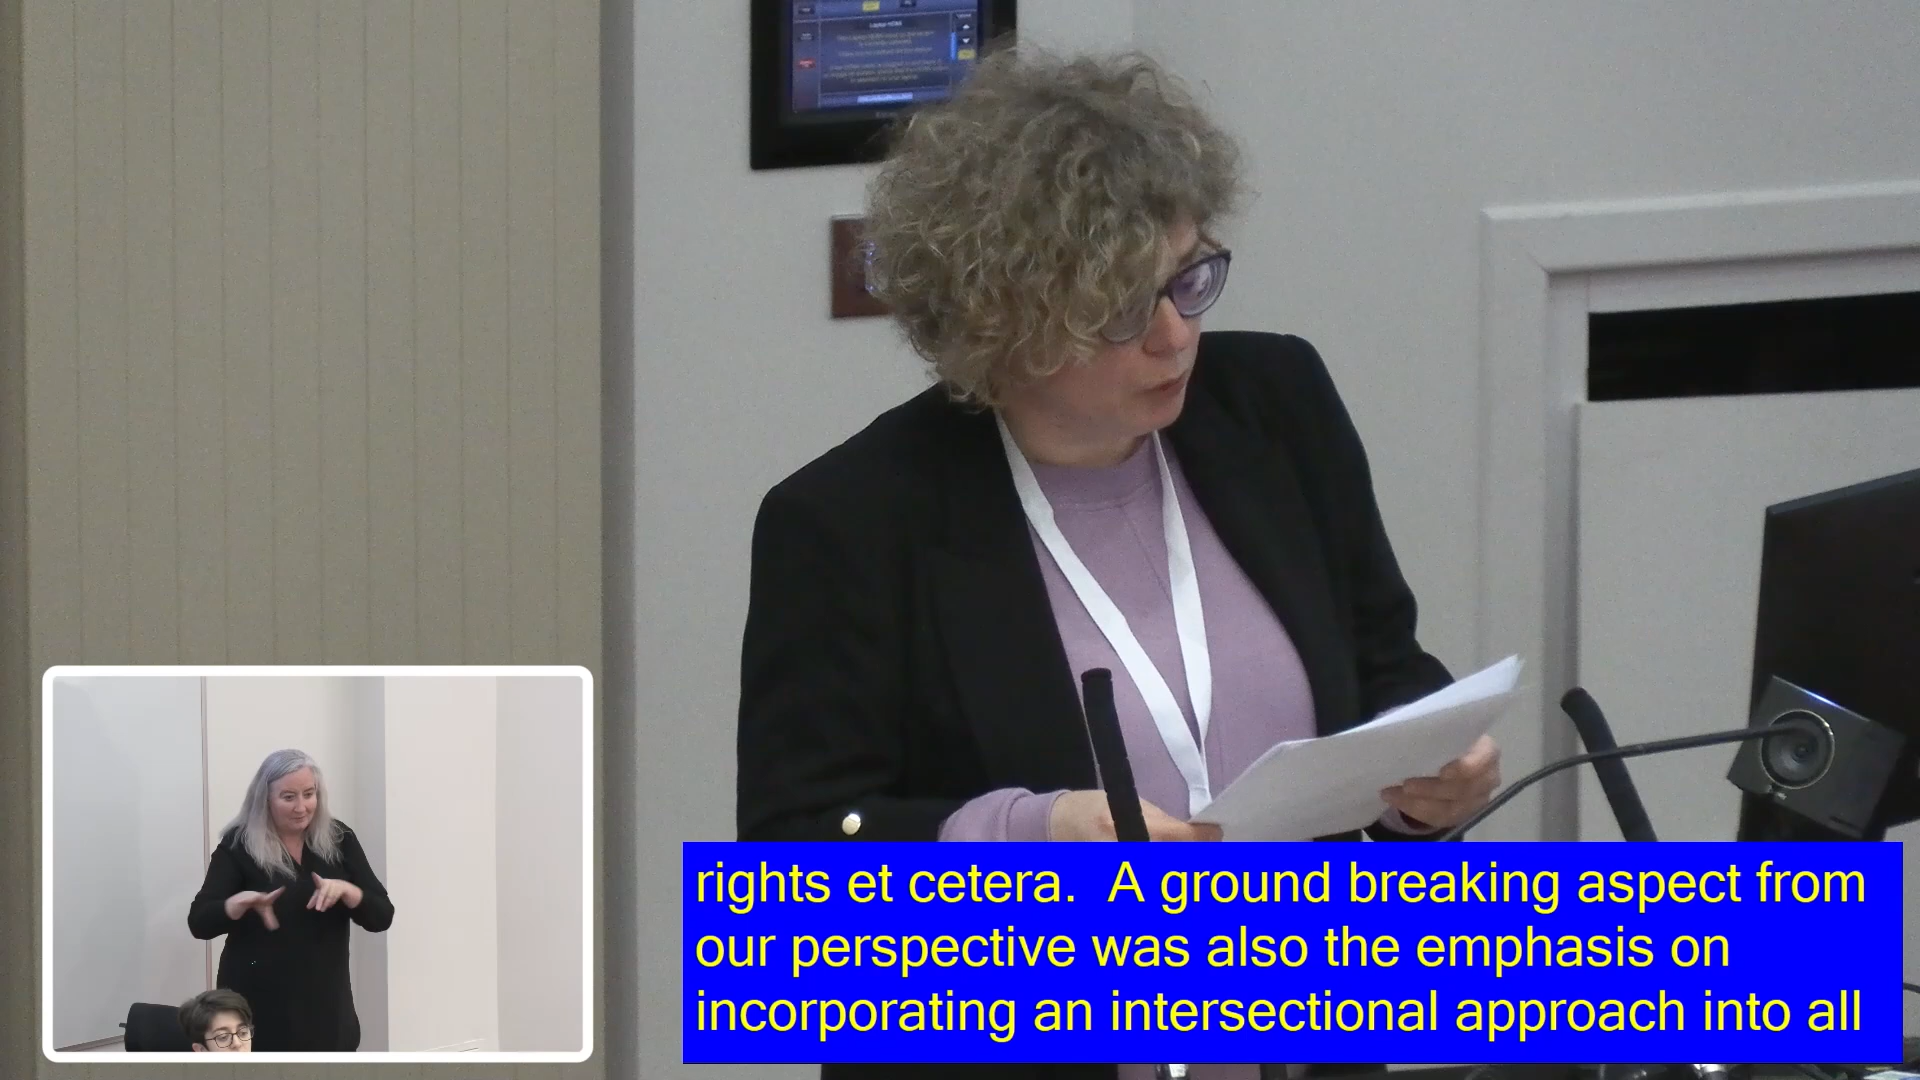 rights et cetera.  A ground breaking aspect from
our perspective was also the emphasis on
incorporating an intersectional approach into all